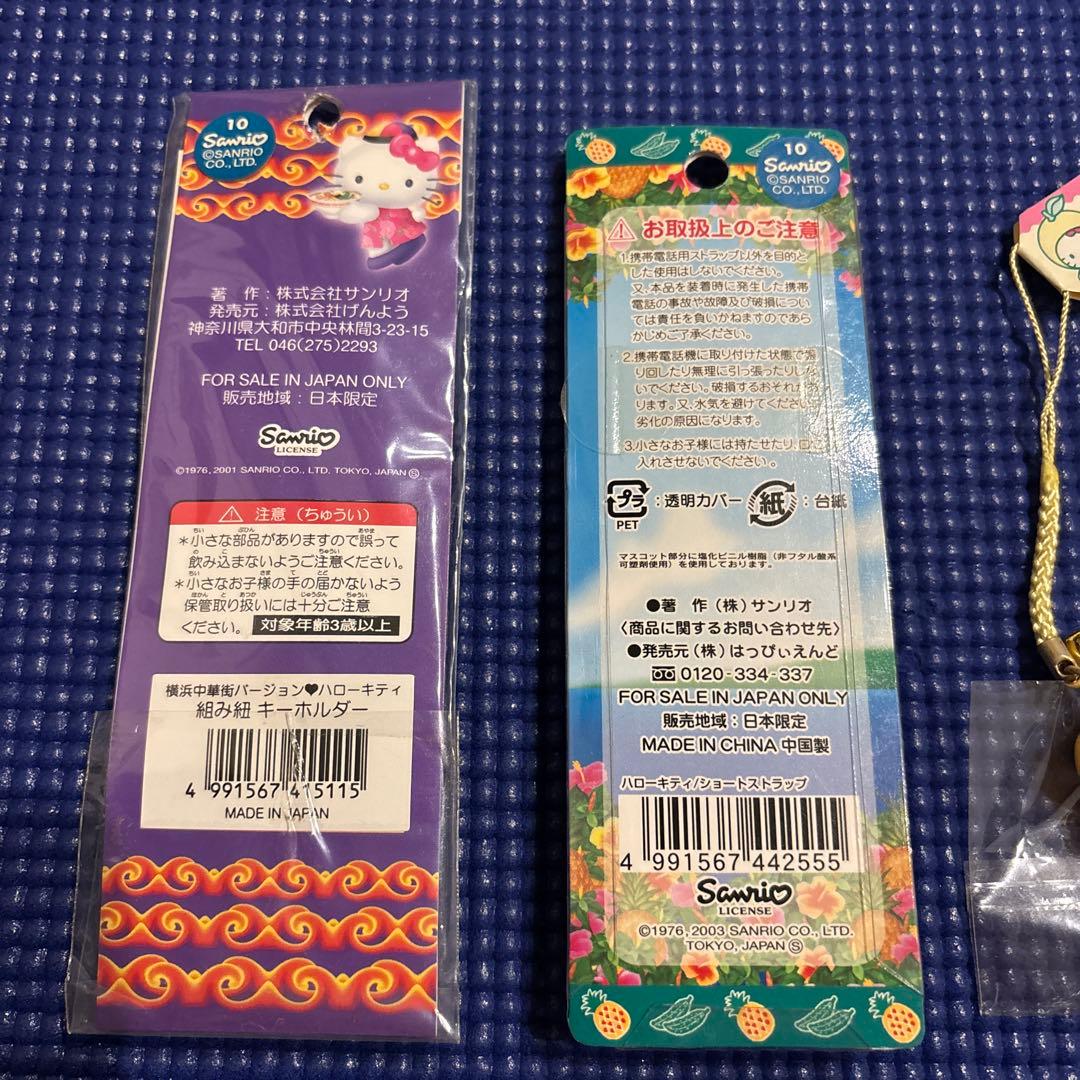 10
Sanrio
©SANRIO
CO., LTD.
著 作：株式会社サンリオ
発売元：株式会社げんよう
神奈川県大和市中央林間3-23-15
TEL 046(275)2293
FOR SALE IN JAPAN ONLY
販売地域：日本限定
Sanrio
LICENSE
©1976, 2001 SANRIO CO., LTD. TOKYO, JAPAN Ⓢ
注意（ちゅうい）
＊小さな部品がありますので誤って
飲み込まないようご注意ください。
＊小さなお子様の手の届かないよう
保管取り扱いには十分ご注意
ください。 対象年齢3歳以上
横浜中華街バージョン♥ハローキティ
組み紐 キーホルダー
4 991567 415115
MADE IN JAPAN
10
Sanrio
©SANRIO
CO., LTD.
お取扱上のご注意
1.携帯電話用ストラップ以外を目的と
した使用はしないでください。
又、本品を装着時に発生した携帯
電話の事故や故障及び破損につい
ては責任を負いかねますのであら
かじめご了承ください。
2.携帯電話機に取り付けた状態で振
り回したり無理に引っ張ったりしな
いでください。破損するおそれがあ
ります。又、水気を避けてください。
劣化の原因になります。
3.小さなお子様には持たせたり、口に
入れさせないでください。
プラ
PET
：透明カバー
紙
：台紙
マスコット部分に塩化ビニル樹脂（非フタル酸系
可塑剤使用）を使用しております。
●著 作（株）サンリオ
〈商品に関するお問い合わせ先〉
●発売元（株）はっぴぃえんど
0120-334-337
FOR SALE IN JAPAN ONLY
販売地域：日本限定
MADE IN CHINA 中国製
ハローキティ/ショートストラップ
4 991567 442555
Sanrio
LICENSE
©1976, 2003 SANRIO CO., LTD.
TOKYO, JAPAN Ⓢ